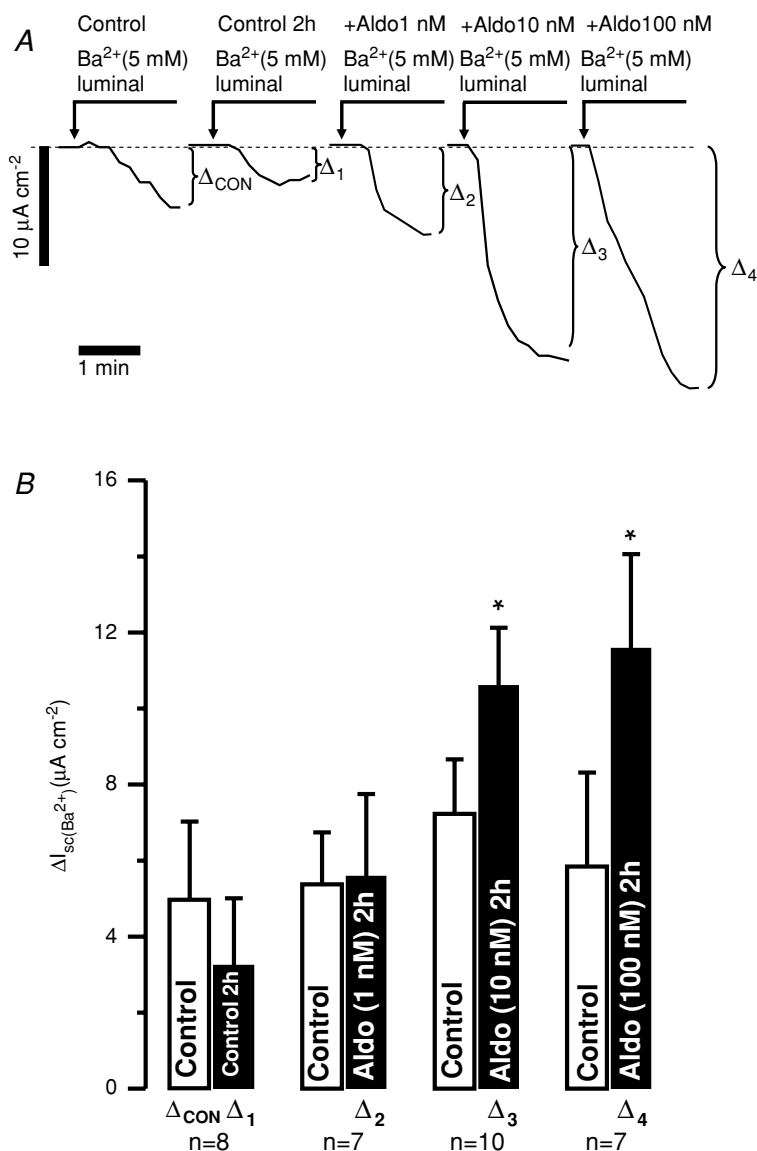 A
Control
Control 2h
+Aldo1 nM
+Aldo10 nM
+Aldo100 nM
Ba²⁺(5 mM) luminal
Ba²⁺(5 mM) luminal
Ba²⁺(5 mM) luminal
Ba²⁺(5 mM) luminal
Ba²⁺(5 mM) luminal
10 μA cm⁻²
Δ_CON
Δ₁
Δ₂
Δ₃
Δ₄
1 min
B
ΔI_sc(Ba²⁺)(μA cm⁻²)
16
12
8
4
0
*
*
Control
Control 2h
Control
Aldo (1 nM) 2h
Control
Aldo (10 nM) 2h
Control
Aldo (100 nM) 2h
Δ_CON Δ₁
Δ₂
Δ₃
Δ₄
n=8
n=7
n=10
n=7